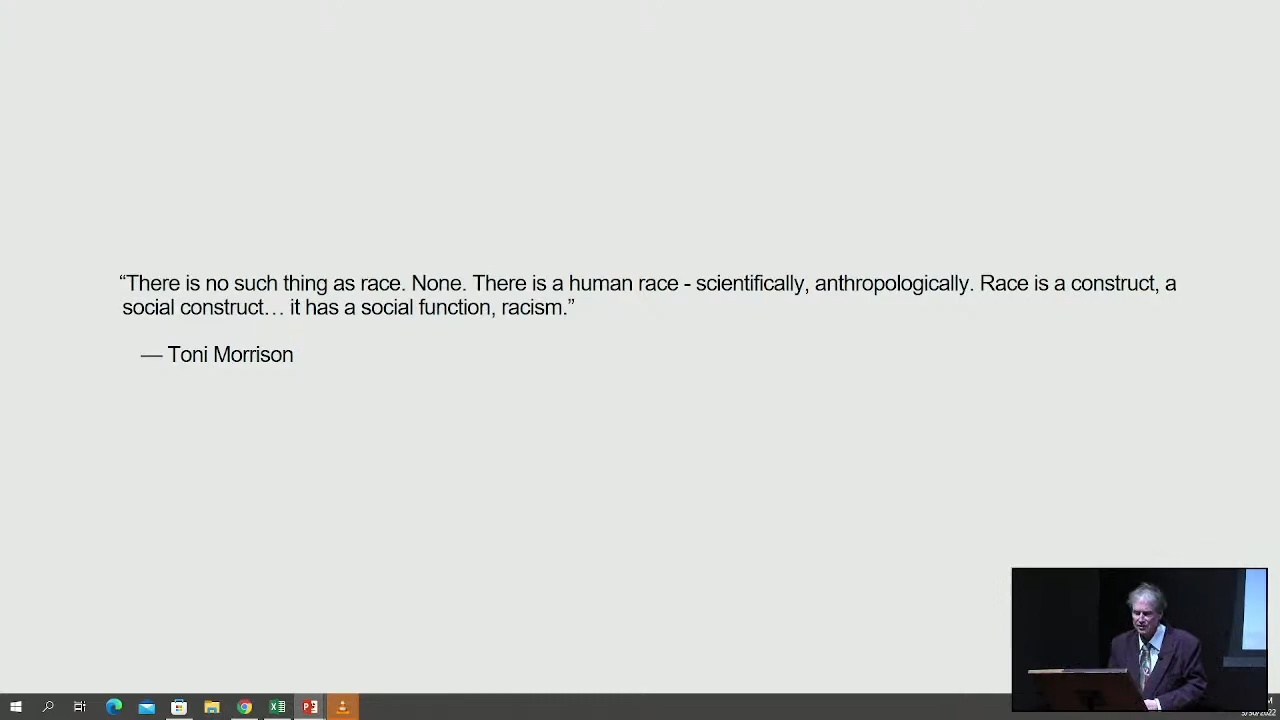 “There is no such thing as race. None. There is a human race - scientifically, anthropologically. Race is a construct, a
social construct… it has a social function, racism.”
— Toni Morrison